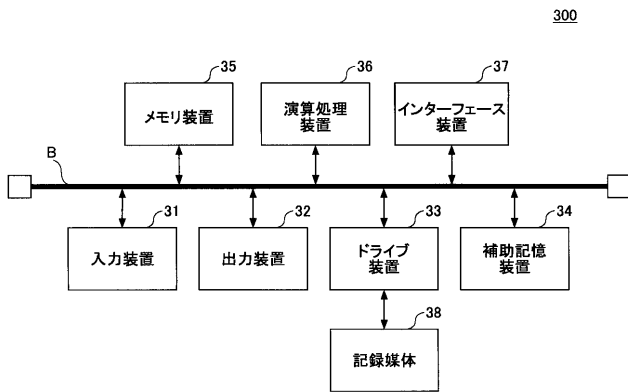 300
35
36
37
メモリ装置
演算処理
装置
インターフェース
装置
B
31
32
33
34
入力装置
出力装置
ドライブ
装置
補助記憶
装置
38
記録媒体